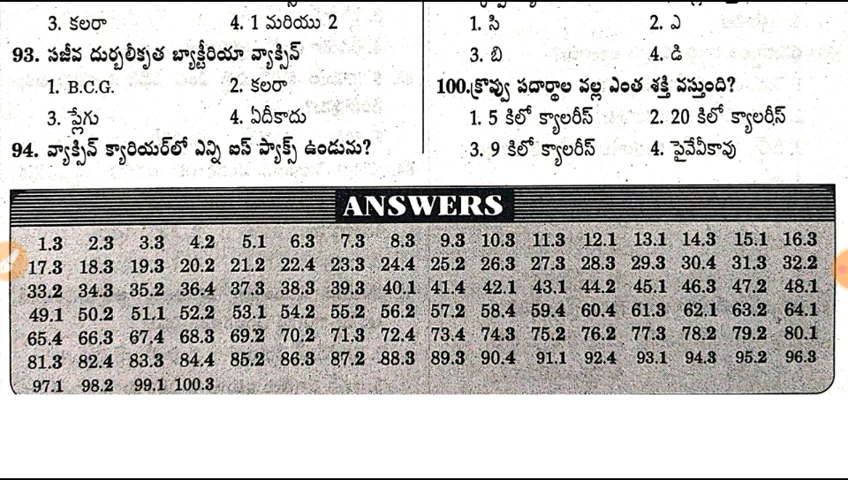 3. కలరా 4. 1 మరియు 2
93. సజీవ దుర్బలీకృత బ్యాక్టీరియా వ్యాక్సిన్
1. B.C.G. 2. కలరా
3. ప్లేగు 4. ఏదీకాదు
94. వ్యాక్సిన్ క్యారియర్‌లో ఎన్ని ఐస్ ప్యాక్స్ ఉండును?
1. సి 2. ఎ
3. బి 4. డి
100. క్రొవ్వు పదార్థాల వల్ల ఎంత శక్తి వస్తుంది?
1. 5 కిలో క్యాలరీస్ 2. 20 కిలో క్యాలరీస్
3. 9 కిలో క్యాలరీస్ 4. పైవేవీకావు
ANSWERS
1.3 2.3 3.3 4.2 5.1 6.3 7.3 8.3 9.3 10.3 11.3 12.1 13.1 14.3 15.1 16.3
17.3 18.3 19.3 20.2 21.2 22.4 23.3 24.4 25.2 26.3 27.3 28.3 29.3 30.4 31.3 32.2
33.2 34.3 35.2 36.4 37.3 38.3 39.3 40.1 41.4 42.1 43.1 44.2 45.1 46.3 47.2 48.1
49.1 50.2 51.1 52.2 53.1 54.2 55.2 56.2 57.2 58.4 59.4 60.4 61.3 62.1 63.2 64.1
65.4 66.3 67.4 68.3 69.2 70.2 71.3 72.4 73.4 74.3 75.2 76.2 77.3 78.2 79.2 80.1
81.3 82.4 83.3 84.4 85.2 86.3 87.2 88.3 89.3 90.4 91.1 92.4 93.1 94.3 95.2 96.3
97.1 98.2 99.1 100.3